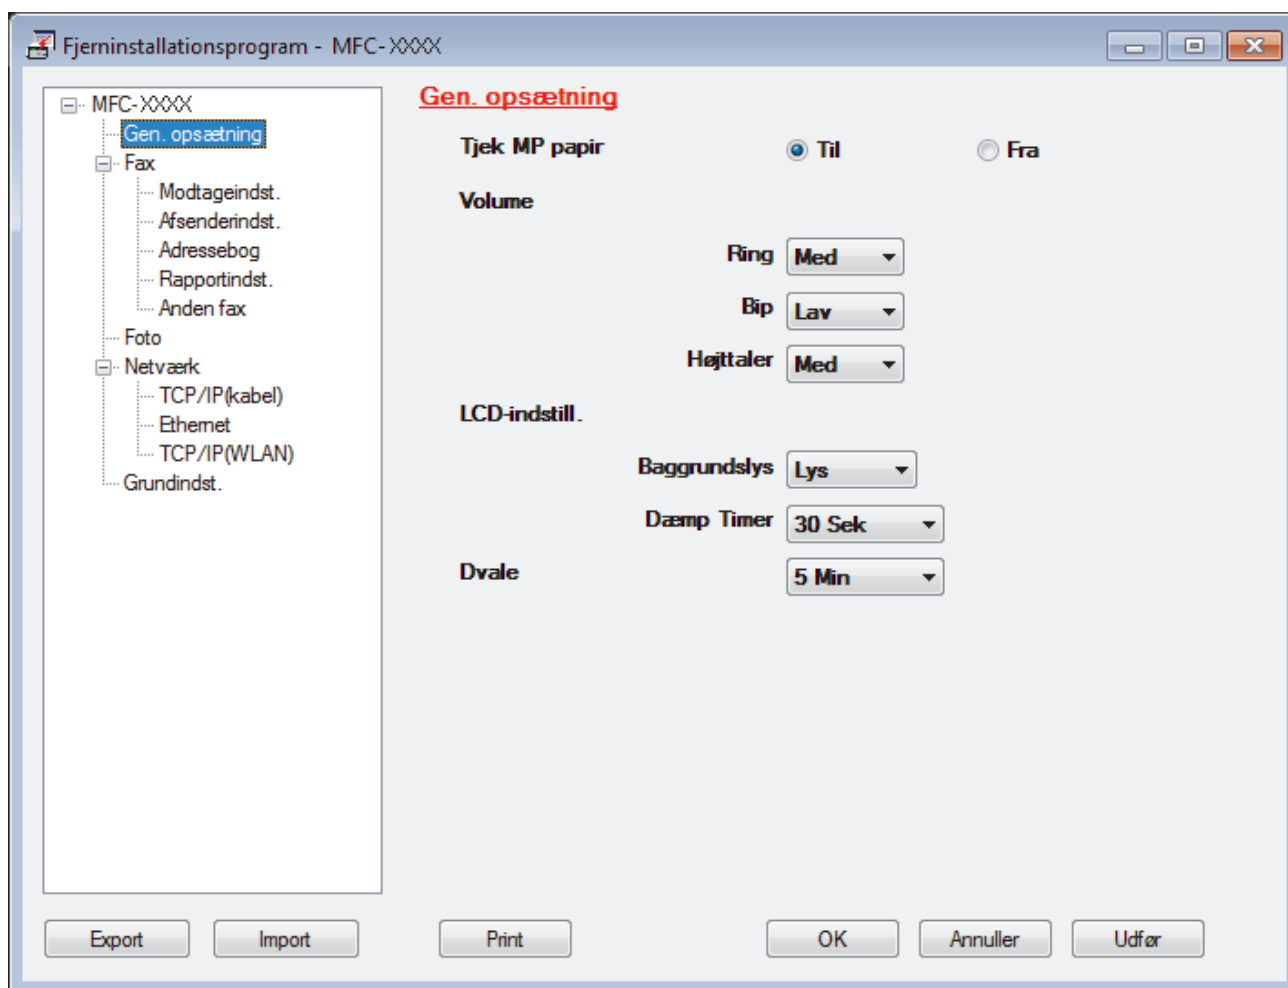 Fjerninstallationsprogram - MFC-XXXX
MFC-XXXX
Gen. opsætning
Fax
Modtageindst.
Afsenderindst.
Adressebog
Rapportindst.
Anden fax
Foto
Netværk
TCP/IP(kabel)
Ethernet
TCP/IP(WLAN)
Grundindst.
Gen. opsætning
Tjek MP papir Til Fra
Volume
Ring Med
Bip Lav
Højttaler Med
LCD-indstill.
Baggrundslys Lys
Dæmp Timer 30 Sek
Dvale 5 Min
Export Import Print OK Annuller Udfør